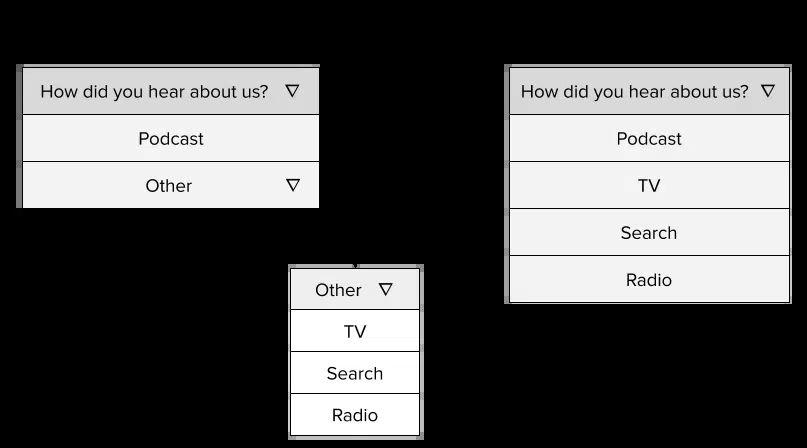 How did you hear about us? ▽
Podcast
Other ▽
Other ▽
TV
Search
Radio
How did you hear about us? ▽
Podcast
TV
Search
Radio